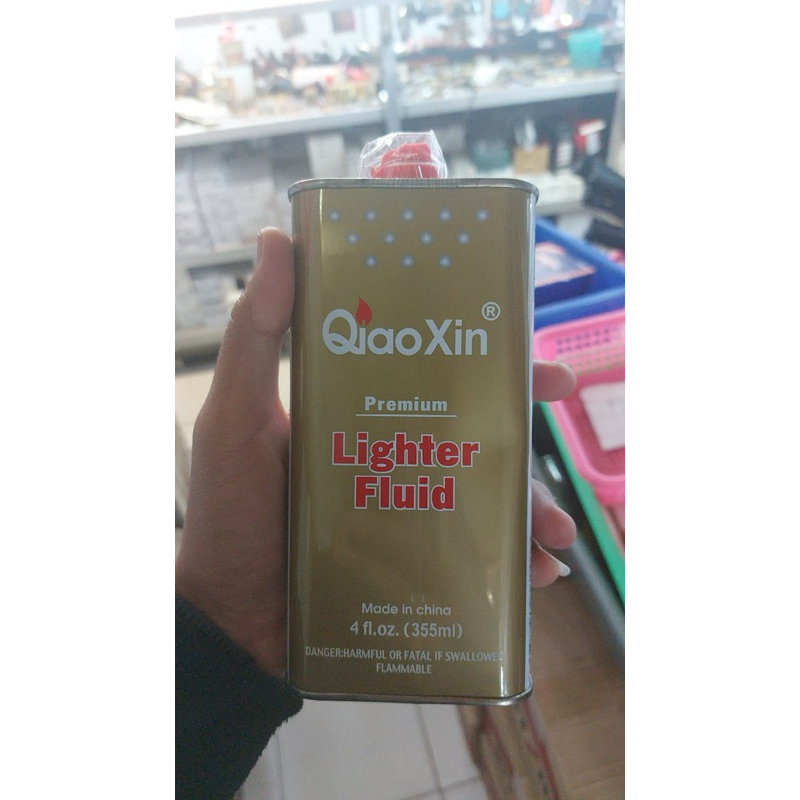 QiaoXin®
Premium
Lighter
Fluid
Made in china
4 fl.oz. (355ml)
DANGER:HARMFUL OR FATAL IF SWALLOWED
FLAMMABLE